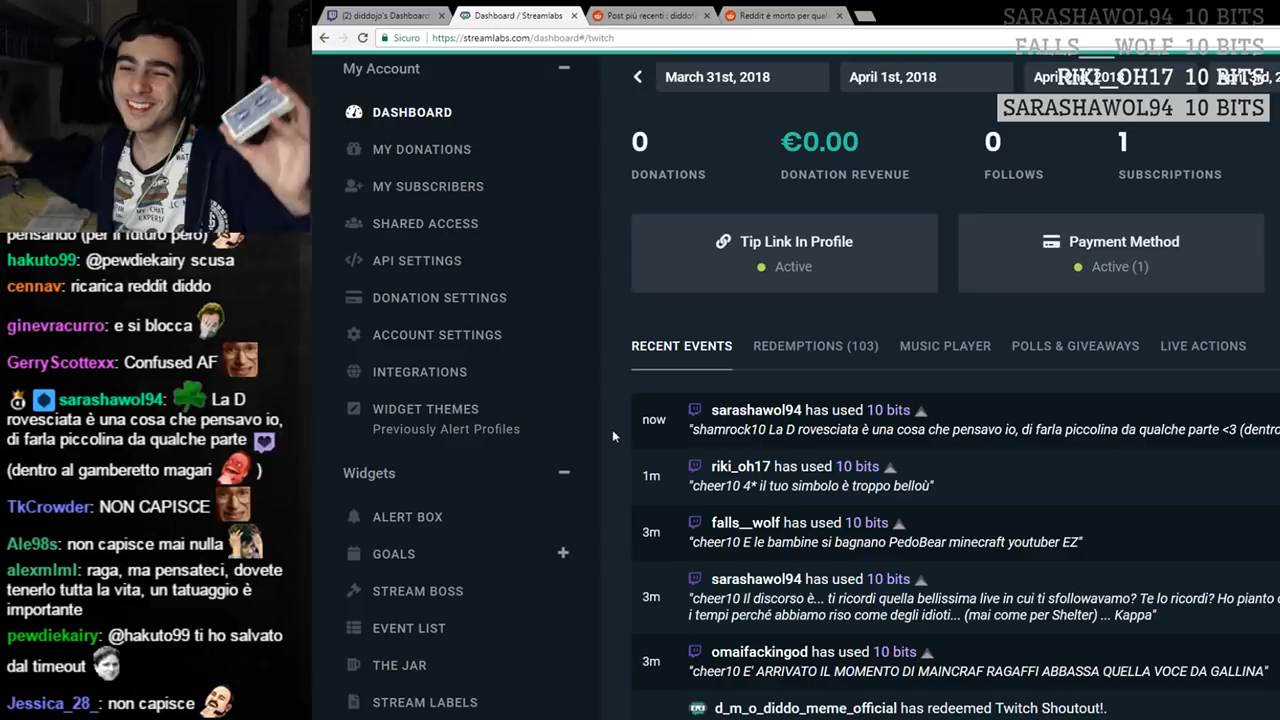 (2) diddojo's Dashboard
Dashboard / Streamlabs
Post più recenti : diddof
Reddit è morto per qual
Sicuro
https://streamlabs.com/dashboard#/twitch
SARASHAWOL94 10 BITS
FALLS__WOLF 10 BITS
RIKI_OH17 10 BITS
SARASHAWOL94 10 BITS
pensando (per il futuro però)
hakuto99: @pewdiekairy scusa
cennav: ricarica reddit diddo
ginevracurro: e si blocca
GerryScottexx: Confused AF
sarashawol94: La D
rovesciata è una cosa che pensavo io,
di farla piccolina da qualche parte
(dentro al gamberetto magari )
TkCrowder: NON CAPISCE
Ale98s: non capisce mai nulla
alexmlml: raga, ma pensateci, dovete
tenerlo tutta la vita, un tatuaggio è
importante
pewdiekairy: @hakuto99 ti ho salvato
dal timeout
Jessica_28_: non capisce
My Account
DASHBOARD
MY DONATIONS
MY SUBSCRIBERS
SHARED ACCESS
API SETTINGS
DONATION SETTINGS
ACCOUNT SETTINGS
INTEGRATIONS
WIDGET THEMES
Previously Alert Profiles
Widgets
ALERT BOX
GOALS
STREAM BOSS
EVENT LIST
THE JAR
STREAM LABELS
March 31st, 2018
April 1st, 2018
0
DONATIONS
€0.00
DONATION REVENUE
0
FOLLOWS
1
SUBSCRIPTIONS
Tip Link In Profile
Active
Payment Method
Active (1)
RECENT EVENTS
REDEMPTIONS (103)
MUSIC PLAYER
POLLS & GIVEAWAYS
LIVE ACTIONS
now
sarashawol94 has used 10 bits
"shamrock10 La D rovesciata è una cosa che pensavo io, di farla piccolina da qualche parte <3 (dentro
1m
riki_oh17 has used 10 bits
"cheer10 4* il tuo simbolo è troppo belloù"
3m
falls__wolf has used 10 bits
"cheer10 E le bambine si bagnano PedoBear minecraft youtuber EZ"
3m
sarashawol94 has used 10 bits
"cheer10 Il discorso è... ti ricordi quella bellissima live in cui ti sfollowavamo? Te lo ricordi? Ho pianto
i tempi perché abbiamo riso come degli idioti... (mai come per Shelter) ... Kappa"
3m
omaifackingod has used 10 bits
"cheer10 E' ARRIVATO IL MOMENTO DI MAINCRAF RAGAFFI ABBASSA QUELLA VOCE DA GALLINA"
d_m_o_diddo_meme_official has redeemed Twitch Shoutout!.